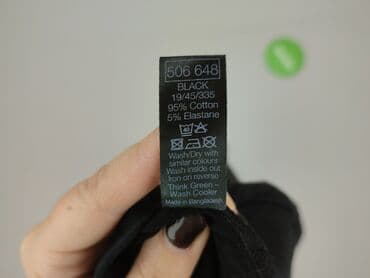 506 648
BLACK
19/45/335
95% Cotton
5% Elastane
Wash/Dry with
similar colours
Wash inside out
Iron on reverse
Think Green -
Wash Cooler
Made in Bangladesh